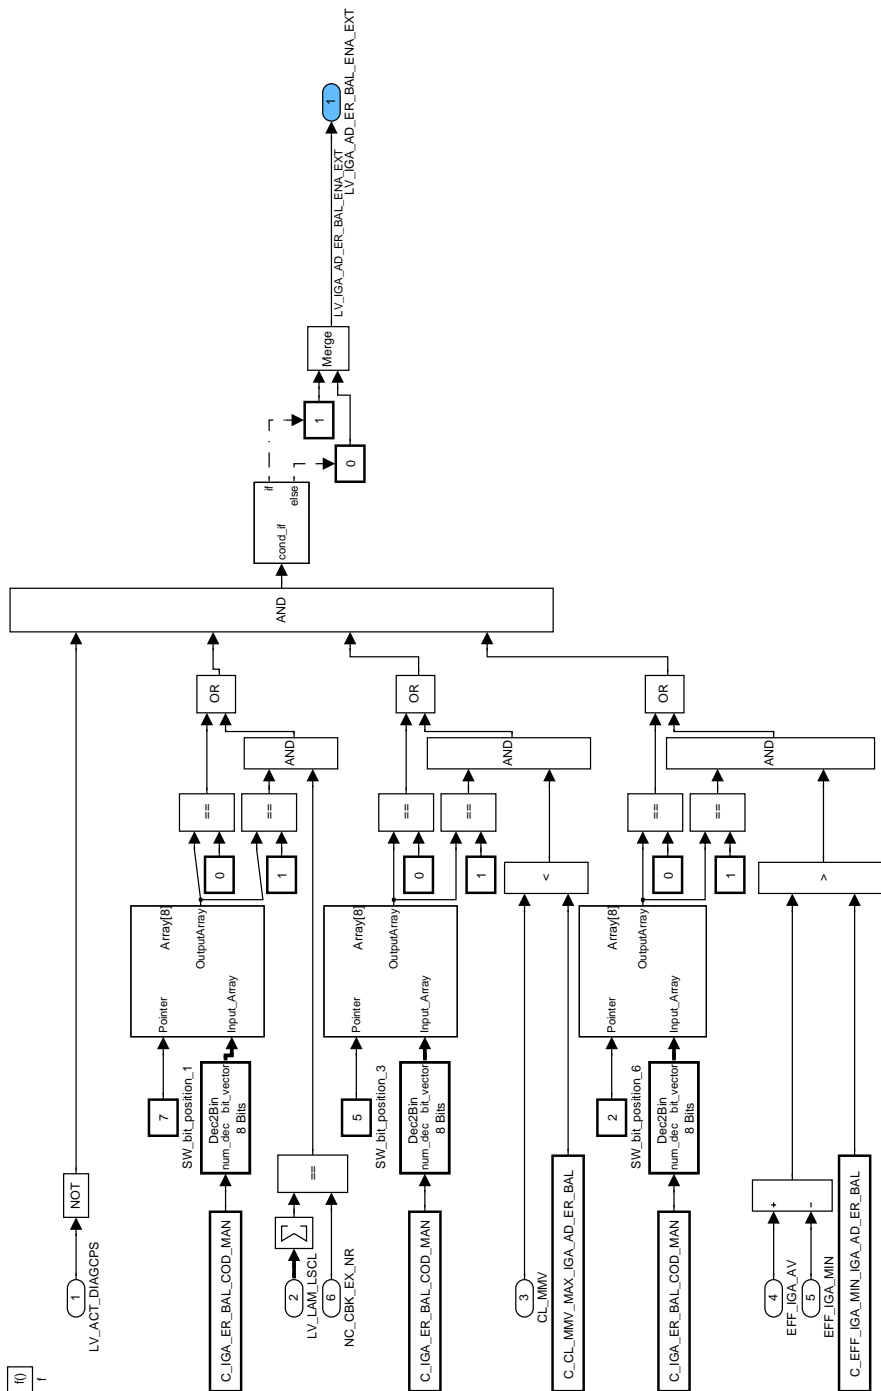 f()
f
1
LV_ACT_DIAGCPS
NOT
C_IGA_ER_BAL_COD_MAN
Dec2Bin
num_dec bit_vector
8 Bits
SW_bit_position_1
7
Pointer
Input_Array
Array[8]
OutputArray
0
1
==
==
AND
OR
2
LV_LAM_LSCL
6
NC_CBK_EX_NR
∑
==
C_IGA_ER_BAL_COD_MAN
Dec2Bin
num_dec bit_vector
8 Bits
SW_bit_position_3
5
Pointer
Input_Array
Array[8]
OutputArray
0
1
==
==
AND
OR
3
CL_MMV
C_CL_MMV_MAX_IGA_AD_ER_BAL
<
C_IGA_ER_BAL_COD_MAN
Dec2Bin
num_dec bit_vector
8 Bits
SW_bit_position_6
2
Pointer
Input_Array
Array[8]
OutputArray
0
1
==
==
AND
OR
4
EFF_IGA_AV
5
EFF_IGA_MIN
+
−
C_EFF_IGA_MIN_IGA_AD_ER_BAL
>
AND
cond_if
if
else
1
0
Merge
LV_IGA_AD_ER_BAL_ENA_EXT
1
LV_IGA_AD_ER_BAL_ENA_EXT